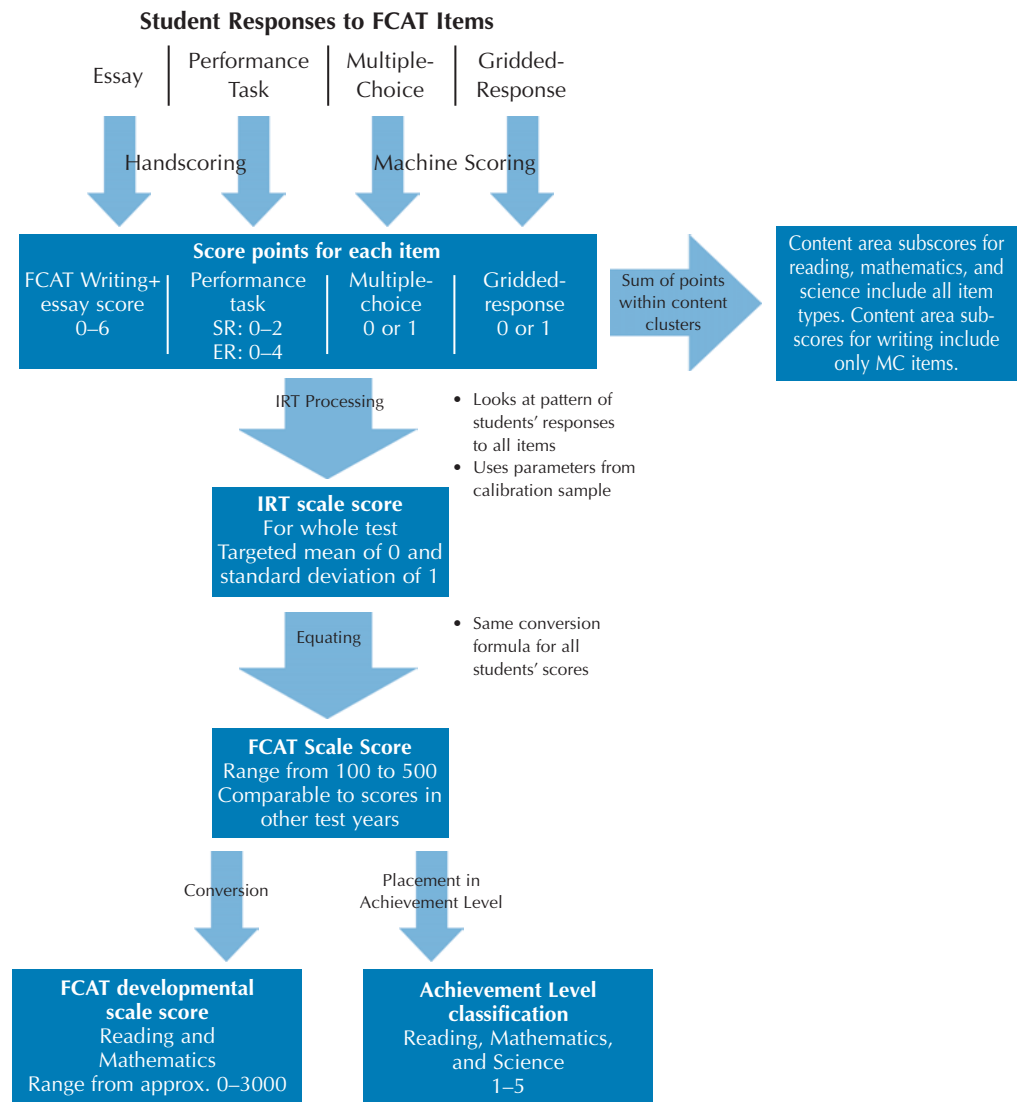 Student Responses to FCAT Items
Essay
Performance
Task
Multiple-
Choice
Gridded-
Response
Handscoring
Machine Scoring
Score points for each item
FCAT Writing+
essay score
0–6
Performance
task
SR: 0–2
ER: 0–4
Multiple-
choice
0 or 1
Gridded-
response
0 or 1
Sum of points
within content
clusters
Content area subscores for
reading, mathematics, and
science include all item
types. Content area sub-
scores for writing include
only MC items.
IRT Processing
• Looks at pattern of
students’ responses
to all items
• Uses parameters from
calibration sample
IRT scale score
For whole test
Targeted mean of 0 and
standard deviation of 1
Equating
• Same conversion
formula for all
students’ scores
FCAT Scale Score
Range from 100 to 500
Comparable to scores in
other test years
Conversion
Placement in
Achievement Level
FCAT developmental
scale score
Reading and
Mathematics
Range from approx. 0–3000
Achievement Level
classification
Reading, Mathematics,
and Science
1–5